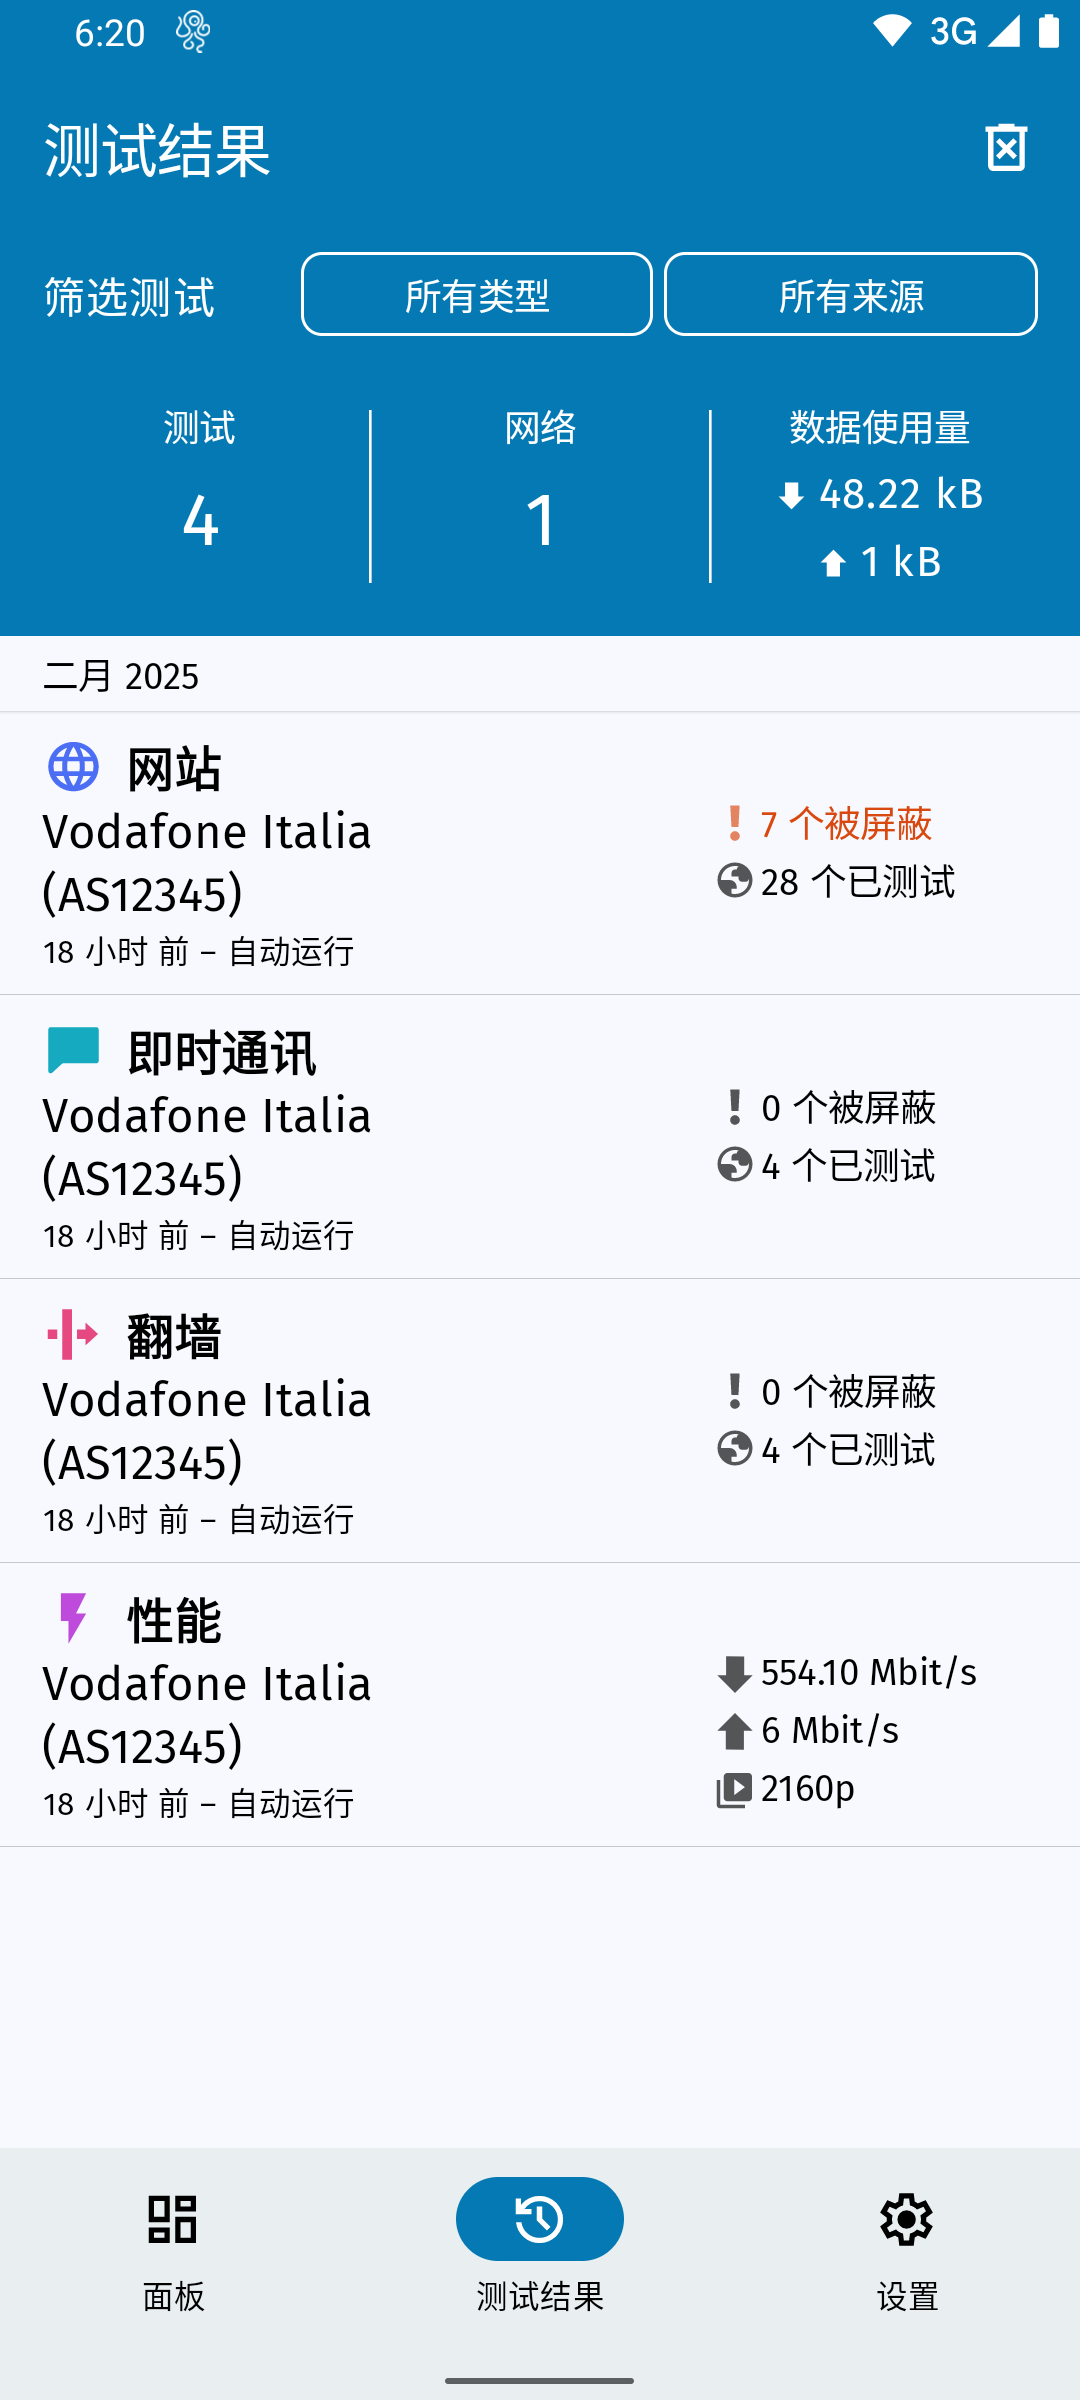 6:20
3G
测试结果
筛选测试
所有类型
所有来源
测试
4
网络
1
数据使用量
48.22 kB
1 kB
二月 2025
网站
Vodafone Italia
(AS12345)
18 小时 前 – 自动运行
7 个被屏蔽
28 个已测试
即时通讯
Vodafone Italia
(AS12345)
18 小时 前 – 自动运行
0 个被屏蔽
4 个已测试
翻墙
Vodafone Italia
(AS12345)
18 小时 前 – 自动运行
0 个被屏蔽
4 个已测试
性能
Vodafone Italia
(AS12345)
18 小时 前 – 自动运行
554.10 Mbit/s
6 Mbit/s
2160p
面板
测试结果
设置